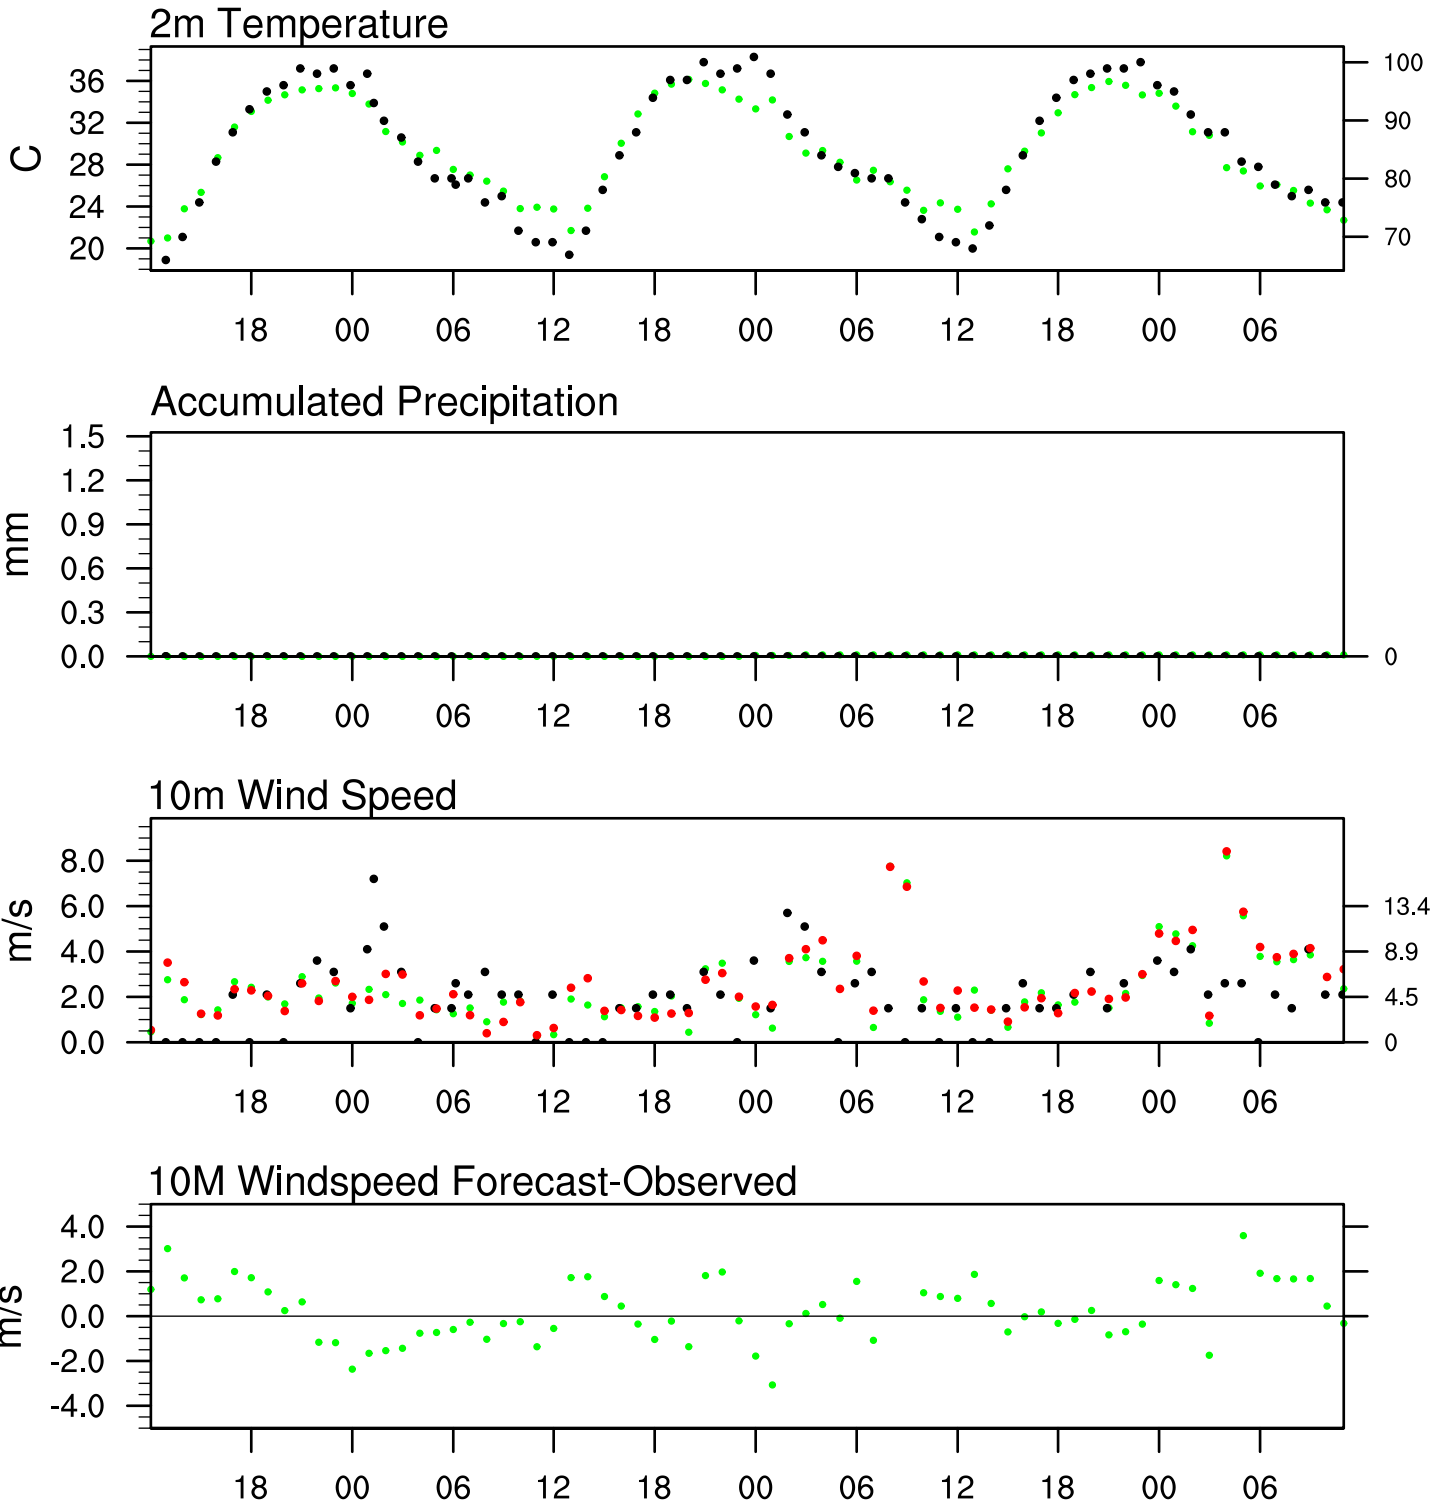 2m Temperature
36
32
28
24
20
C
100
90
80
70
18 00 06 12 18 00 06 12 18 00 06
Accumulated Precipitation
1.5
1.2
0.9
0.6
0.3
0.0
mm
0
18 00 06 12 18 00 06 12 18 00 06
10m Wind Speed
8.0
6.0
4.0
2.0
0.0
m/s
13.4
8.9
4.5
0
18 00 06 12 18 00 06 12 18 00 06
10M Windspeed Forecast-Observed
4.0
2.0
0.0
-2.0
-4.0
m/s
18 00 06 12 18 00 06 12 18 00 06